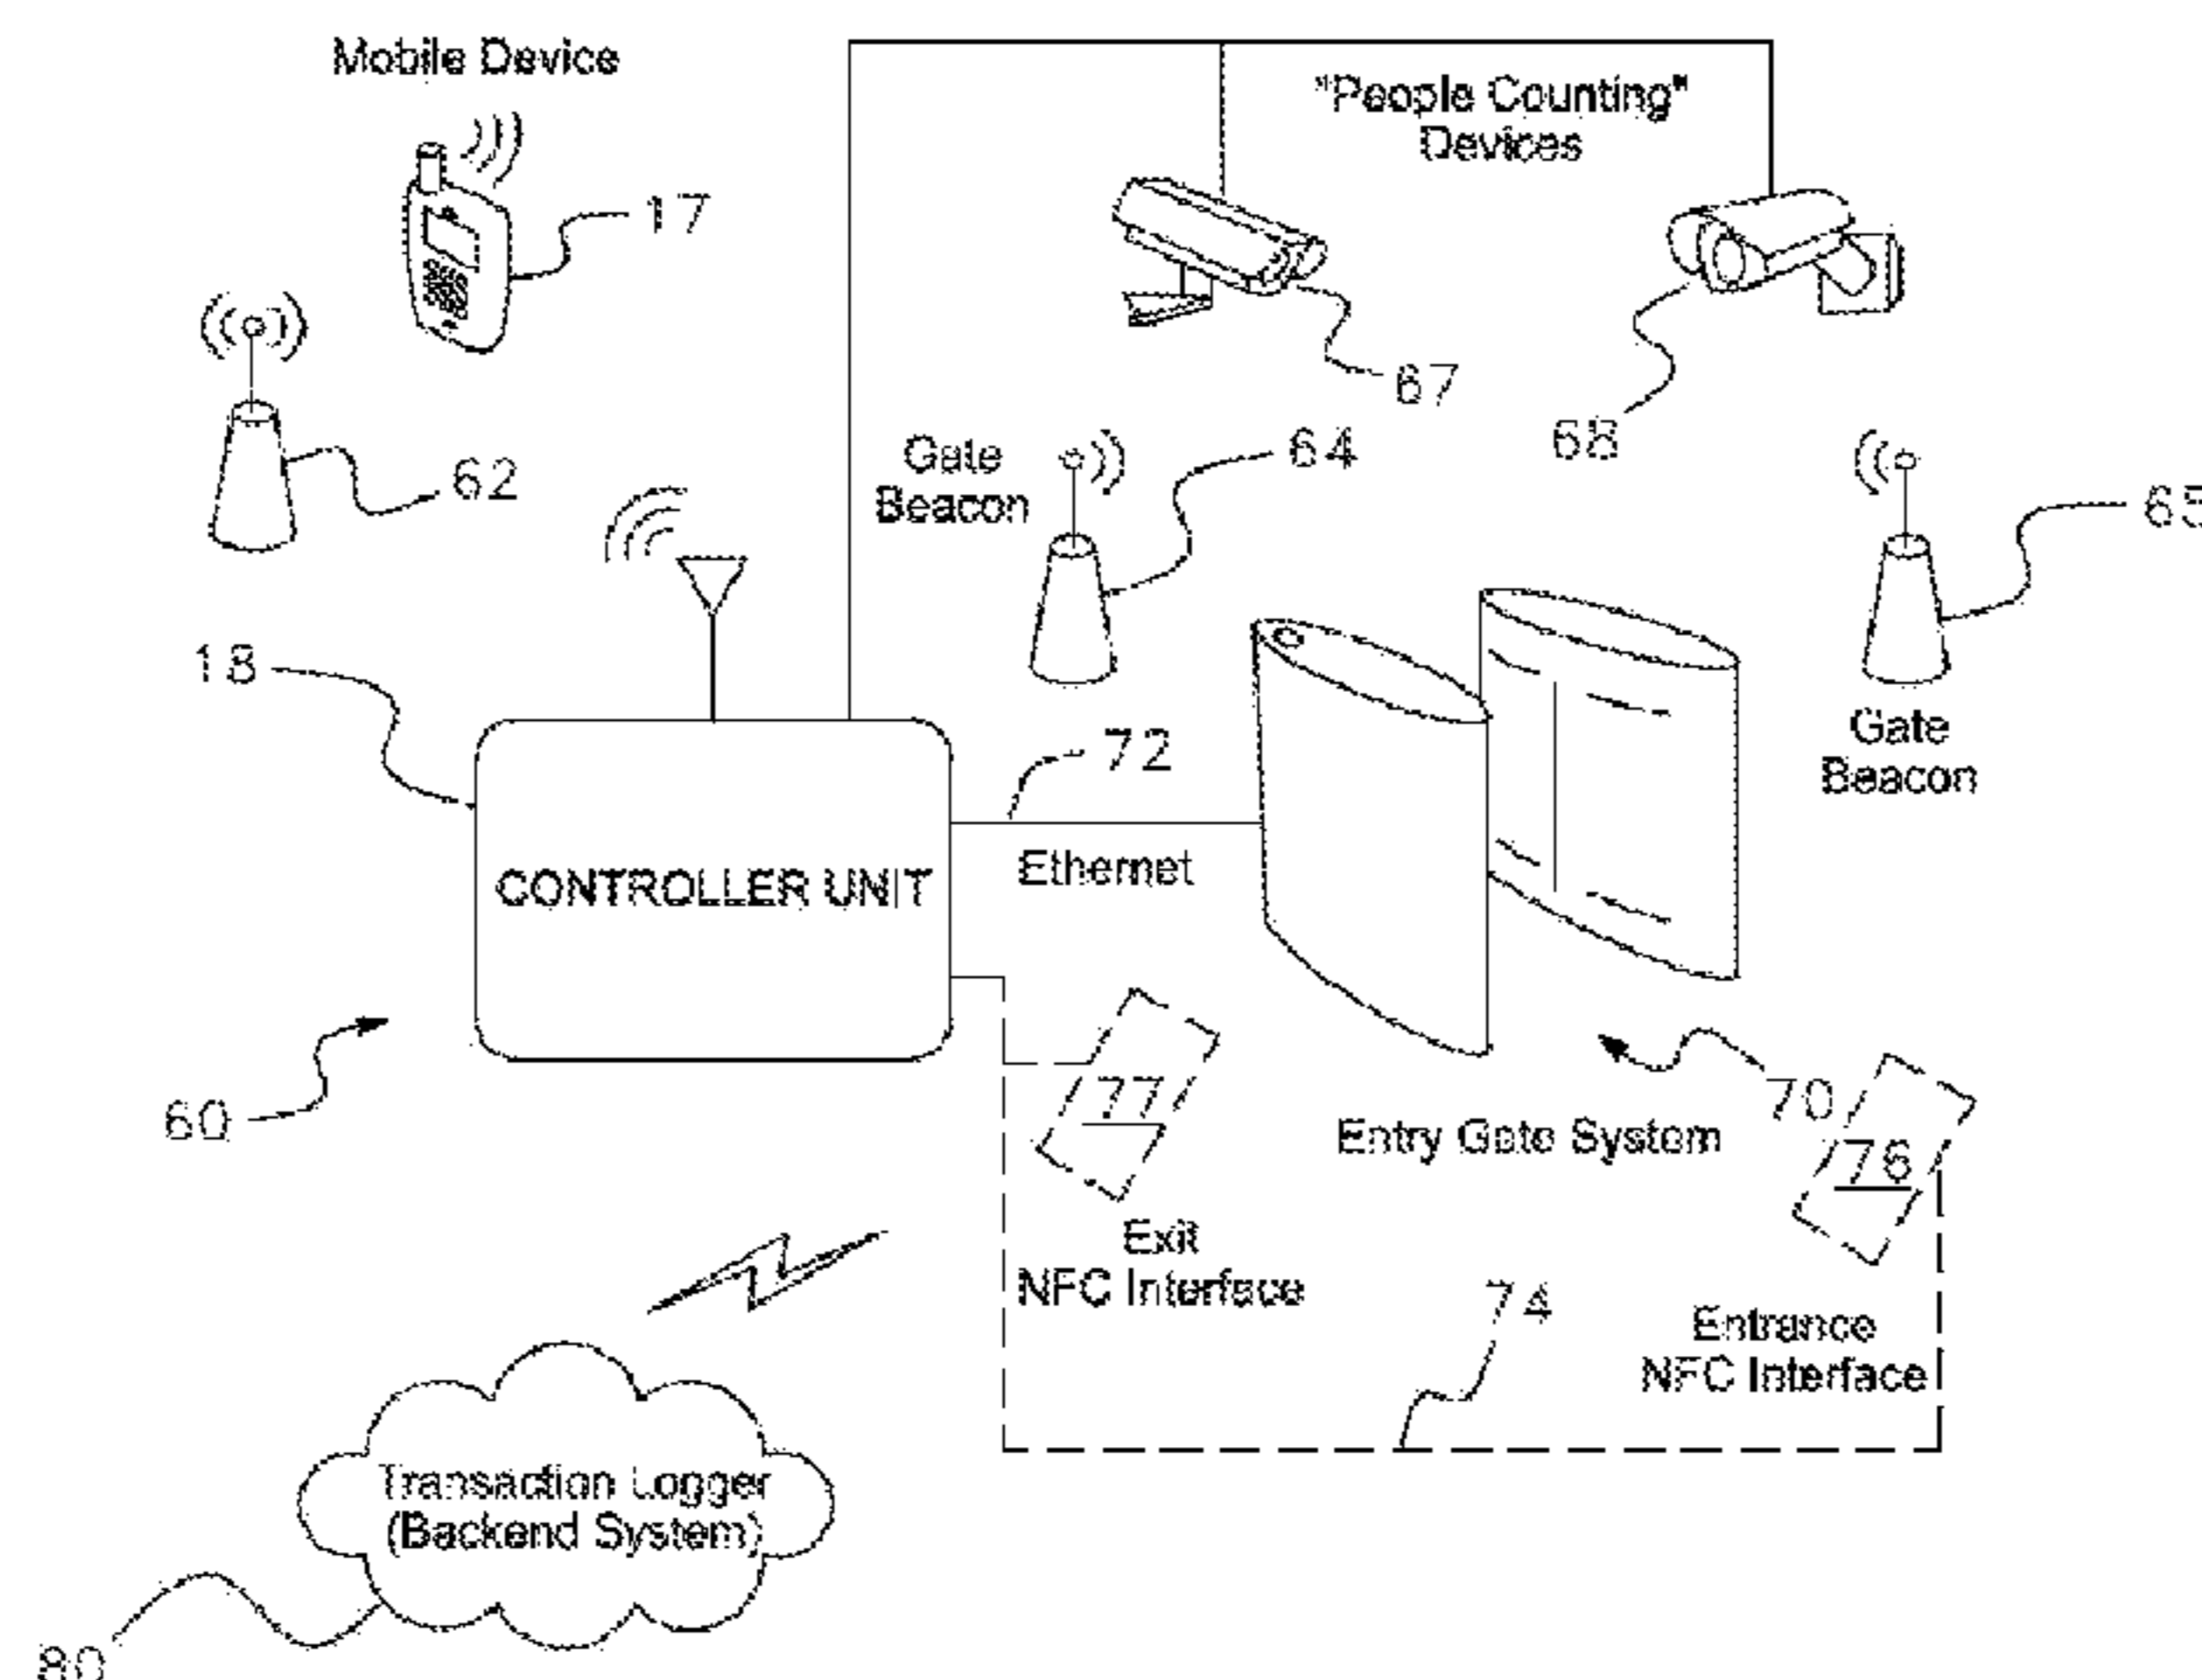 Mobile Device
"People Counting"
Devices
17
67
68
62
Gate
Beacon
64
65
18
72
Gate
Beacon
CONTROLLER UNIT
Ethernet
60
77
70
Entry Gate System
76
Exit
NFC Interface
74
Entrance
NFC Interface
Transaction Logger
(Backend System)
80